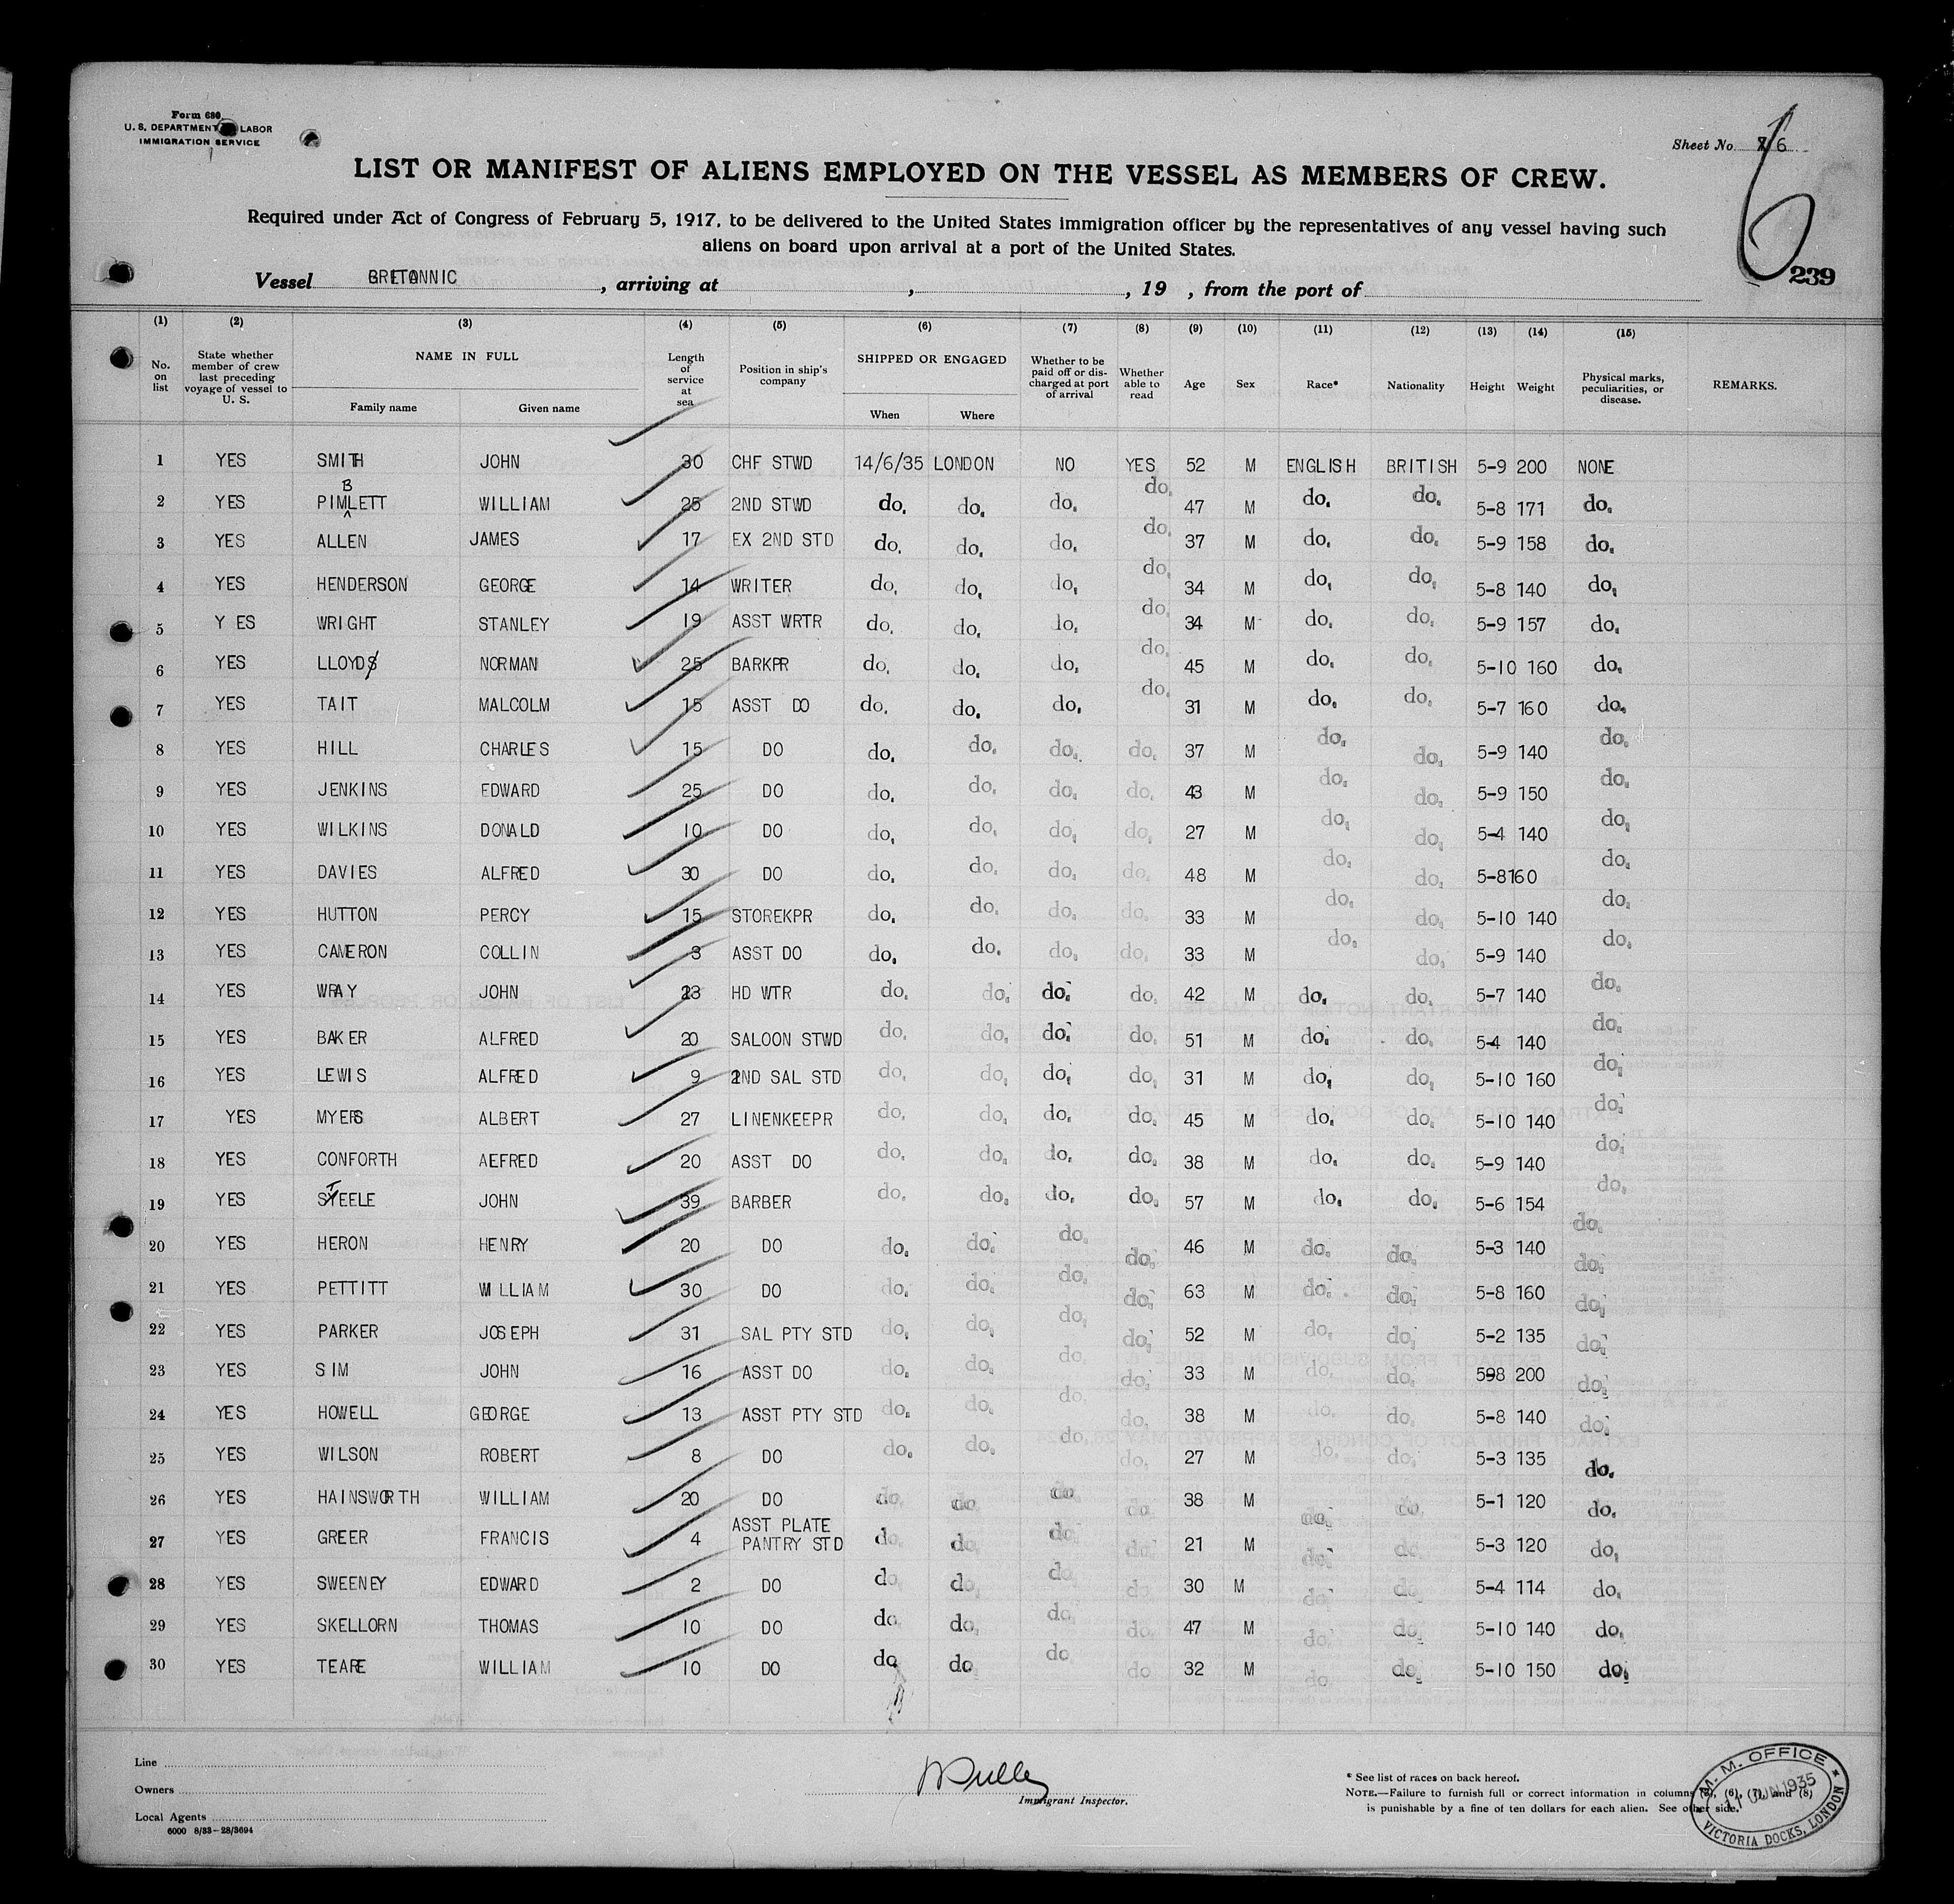 Form 680
U. S. DEPARTMENT OF LABOR
IMMIGRATION SERVICE
Sheet No. 6
6
LIST OR MANIFEST OF ALIENS EMPLOYED ON THE VESSEL AS MEMBERS OF CREW.
Required under Act of Congress of February 5, 1917, to be delivered to the United States immigration officer by the representatives of any vessel having such
aliens on board upon arrival at a port of the United States.
239
Vessel BRITANNIC, arriving at , , 19 , from the port of
(1) (2) (3) (4) (5) (6) (7) (8) (9) (10) (11) (12) (13) (14) (15)
No. on list State whether member of crew last preceding voyage of vessel to U. S. NAME IN FULL Family name Given name Length of service at sea Position in ship's company SHIPPED OR ENGAGED When Where Whether to be paid off or discharged at port of arrival Whether able to read Age Sex Race* Nationality Height Weight Physical marks, peculiarities, or disease. REMARKS.
1 YES SMITH JOHN 30 CHF STWD 14/6/35 LONDON NO YES 52 M ENGLISH BRITISH 5-9 200 NONE
2 YES PIMBLETT WILLIAM 25 2ND STWD do. do. do. do. 47 M do. do. 5-8 171 do.
3 YES ALLEN JAMES 17 EX 2ND STD do. do. do. do. 37 M do. do. 5-9 158 do.
4 YES HENDERSON GEORGE 14 WRITER do. do. do. do. 34 M do. do. 5-8 140 do.
5 Y ES WRIGHT STANLEY 19 ASST WRTR do. do. do. do. 34 M do. do. 5-9 157 do.
6 YES LLOYD NORMAN 25 BARKPR do. do. do. do. 45 M do. do. 5-10 160 do.
7 YES TAIT MALCOLM 15 ASST DO do. do. do. do. 31 M do. do. 5-7 160 do.
8 YES HILL CHARLES 15 DO do. do. do. do. 37 M do. do. 5-9 140 do.
9 YES JENKINS EDWARD 25 DO do. do. do. do. 43 M do. do. 5-9 150 do.
10 YES WILKINS DONALD 10 DO do. do. do. do. 27 M do. do. 5-4 140 do.
11 YES DAVIES ALFRED 30 DO do. do. do. do. 48 M do. do. 5-8 160 do.
12 YES HUTTON PERCY 15 STOREKPR do. do. do. do. 33 M do. do. 5-10 140 do.
13 YES CAMERON COLLIN 3 ASST DO do. do. do. do. 33 M do. do. 5-9 140 do.
14 YES WRAY JOHN 23 HD WTR do. do. do. do. 42 M do. do. 5-7 140 do.
15 YES BAKER ALFRED 20 SALOON STWD do. do. do. do. 51 M do. do. 5-4 140 do.
16 YES LEWIS ALFRED 9 2ND SAL STD do. do. do. do. 31 M do. do. 5-10 160 do.
17 YES MYERS ALBERT 27 LINENKEEPR do. do. do. do. 45 M do. do. 5-10 140 do.
18 YES CONFORTH AEFRED 20 ASST DO do. do. do. do. 38 M do. do. 5-9 140 do.
19 YES STEELE JOHN 39 BARBER do. do. do. do. 57 M do. do. 5-6 154 do.
20 YES HERON HENRY 20 DO do. do. do. do. 46 M do. do. 5-3 140 do.
21 YES PETTITT WILLIAM 30 DO do. do. do. do. 63 M do. do. 5-8 160 do.
22 YES PARKER JOSEPH 31 SAL PTY STD do. do. do. do. 52 M do. do. 5-2 135 do.
23 YES SIM JOHN 16 ASST DO do. do. do. do. 33 M do. do. 598 200 do.
24 YES HOWELL GEORGE 13 ASST PTY STD do. do. do. do. 38 M do. do. 5-8 140 do.
25 YES WILSON ROBERT 8 DO do. do. do. do. 27 M do. do. 5-3 135 do.
26 YES HAINSWORTH WILLIAM 20 DO do. do. do. do. 38 M do. do. 5-1 120 do.
27 YES GREER FRANCIS 4 ASST PLATE PANTRY STD do. do. do. do. 21 M do. do. 5-3 120 do.
28 YES SWEENEY EDWARD 2 DO do. do. do. do. 30 M do. do. 5-4 114 do.
29 YES SKELLORN THOMAS 10 DO do. do. do. do. 47 M do. do. 5-10 140 do.
30 YES TEARE WILLIAM 10 DO do. do. do. do. 32 M do. do. 5-10 150 do.
Line
Owners
Local Agents
6000 8/33-28/3694
Immigrant Inspector.
* See list of races on back hereof.
NOTE.—Failure to furnish full or correct information in columns (3), (6), (7), and (8)
is punishable by a fine of ten dollars for each alien. See other side.
M. M. OFFICE
JUN 1935
VICTORIA DOCKS, LONDON